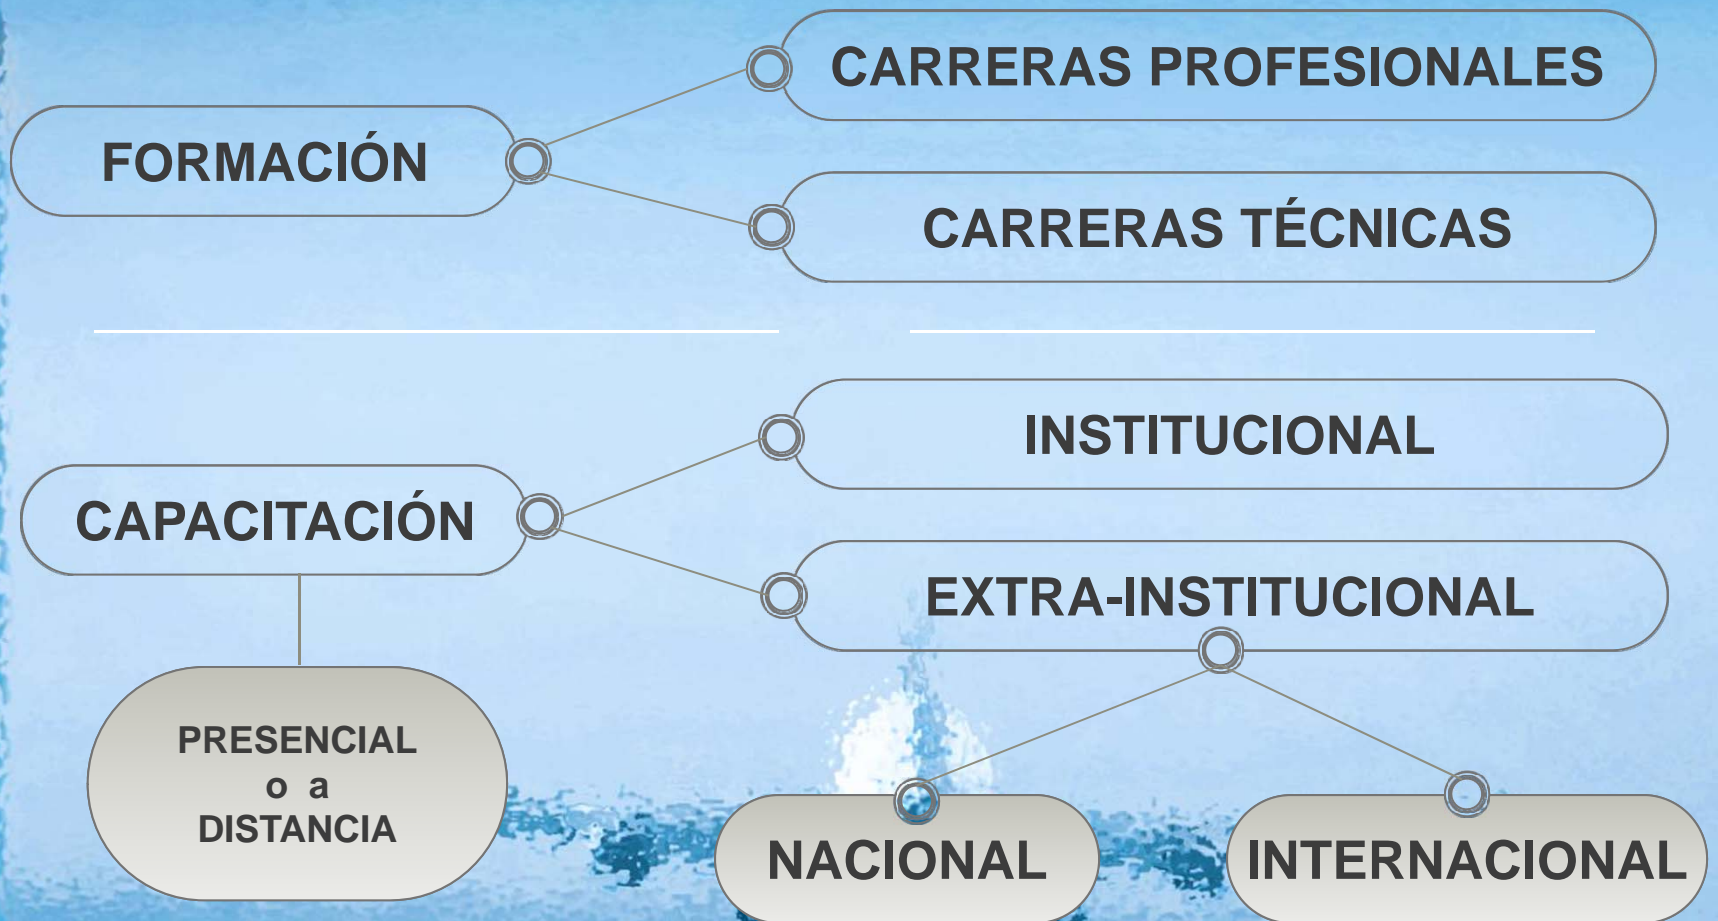 CARRERAS PROFESIONALES
FORMACIÓN
CARRERAS TÉCNICAS
INSTITUCIONAL
CAPACITACIÓN
EXTRA-INSTITUCIONAL
PRESENCIAL
o a
DISTANCIA
NACIONAL
INTERNACIONAL